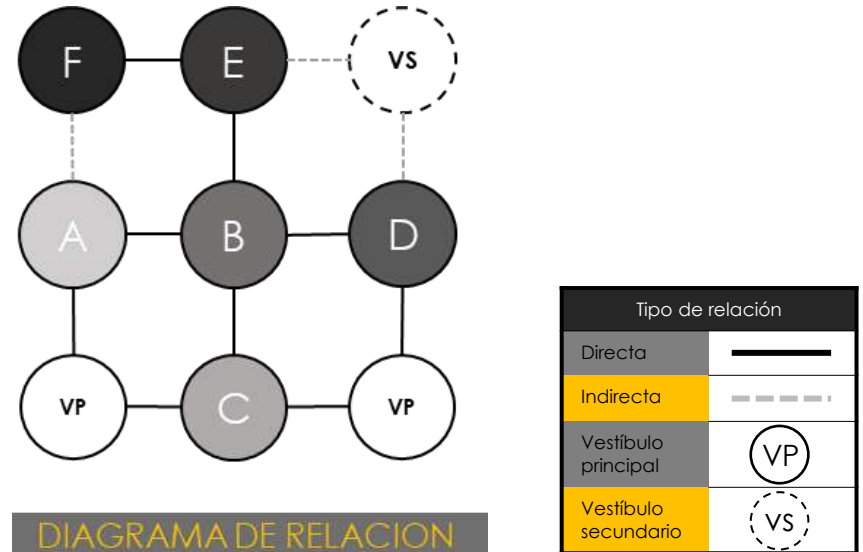 F
E
VS
A
B
D
VP
C
VP
DIAGRAMA DE RELACION
Tipo de relación
Directa
Indirecta
Vestíbulo
principal
VP
Vestíbulo
secundario
VS